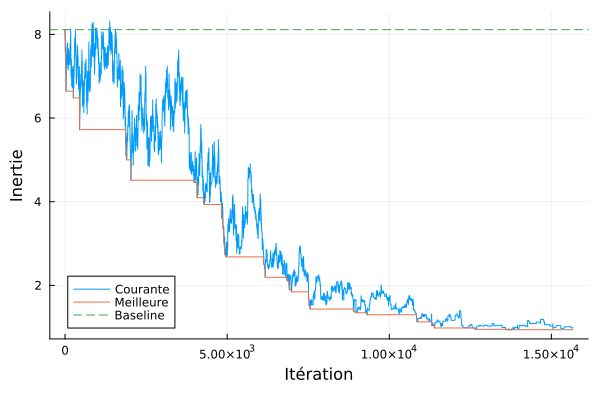 8
6
4
2
Inertie
Courante
Meilleure
Baseline
0
5.00×10³
1.00×10⁴
1.50×10⁴
Itération